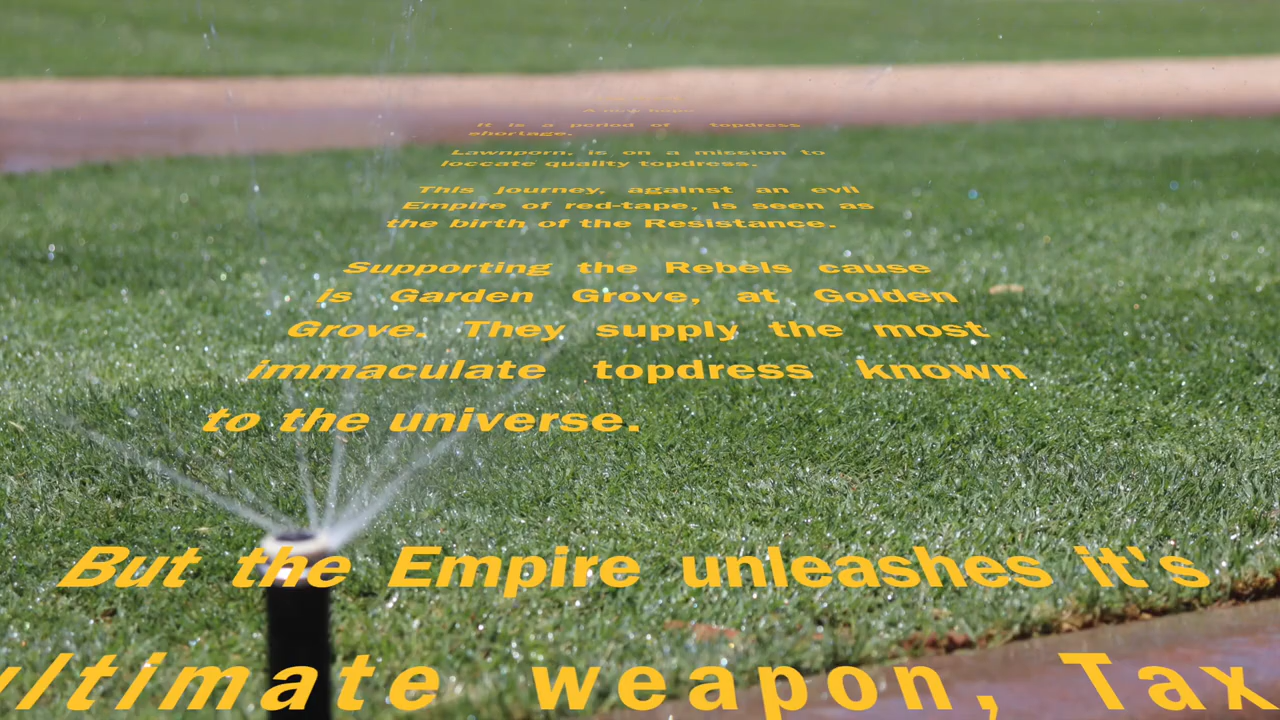 A new hope
It is a period of topdress
shortage.
Lawnporn, is on a mission to
loccate quality topdress.
This journey, against an evil
Empire of red-tape, is seen as
the birth of the Resistance.
Supporting the Rebels cause
is Garden Grove, at Golden
Grove. They supply the most
immaculate topdress known
to the universe.
But the Empire unleashes it's
ultimate weapon, Tax